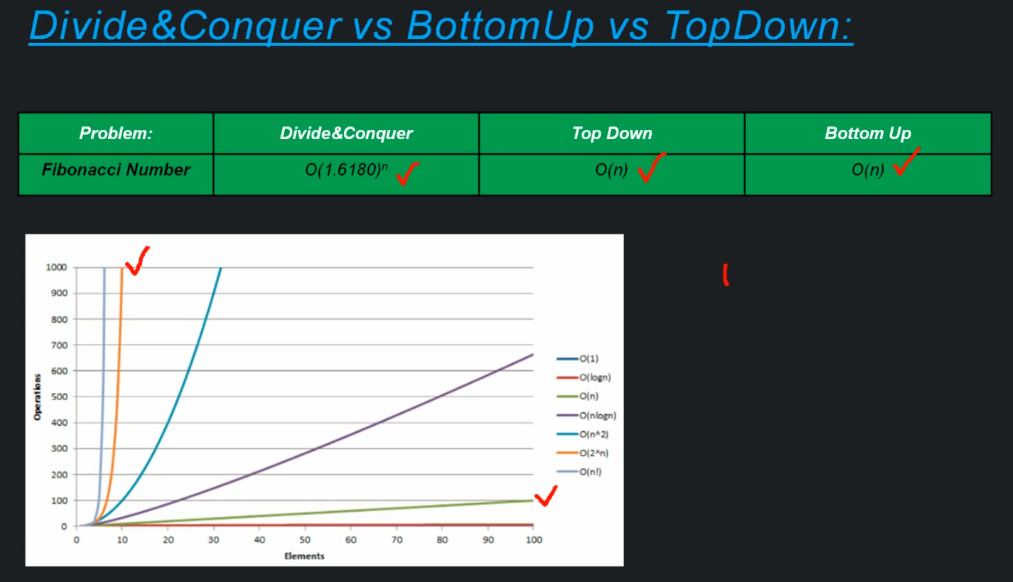 Divide&Conquer vs BottomUp vs TopDown:
Problem: Divide&Conquer Top Down Bottom Up
Fibonacci Number O(1.6180)ⁿ O(n) O(n)
1000
900
800
700
600
500
400
300
200
100
0
Operations
0 10 20 30 40 50 60 70 80 90 100
Elements
O(1)
O(logn)
O(n)
O(nlogn)
O(n^2)
O(2^n)
O(n!)